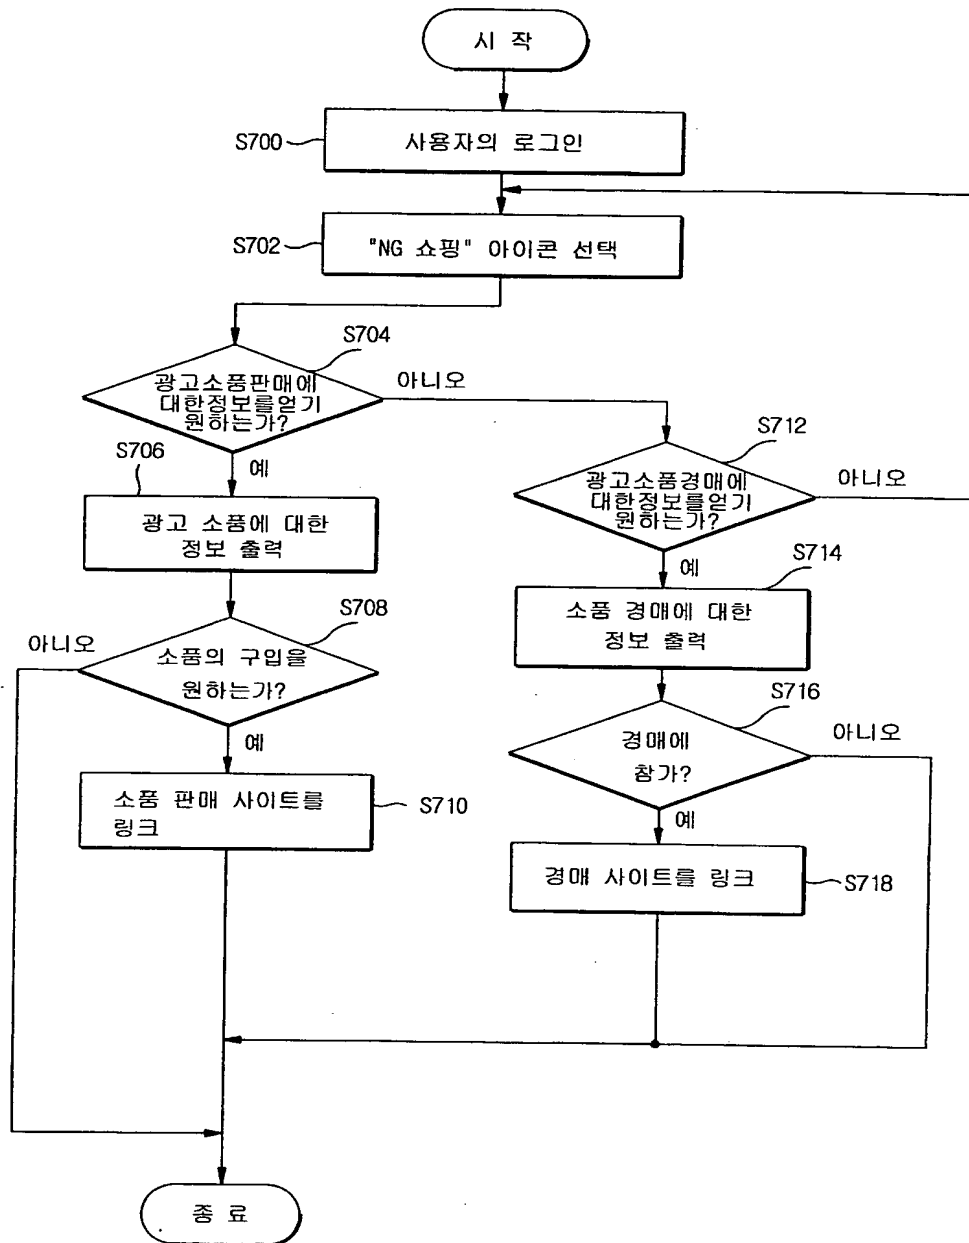 시 작
S700
사용자의 로그인
S702
"NG 쇼핑" 아이콘 선택
S704
광고소품판매에
대한정보를얻기
원하는가?
아니오
예
S706
광고 소품에 대한
정보 출력
S708
소품의 구입을
원하는가?
아니오
예
소품 판매 사이트를
링크
S710
S712
광고소품경매에
대한정보를얻기
원하는가?
아니오
예
S714
소품 경매에 대한
정보 출력
S716
경매에
참가?
아니오
예
경매 사이트를 링크
S718
종 료